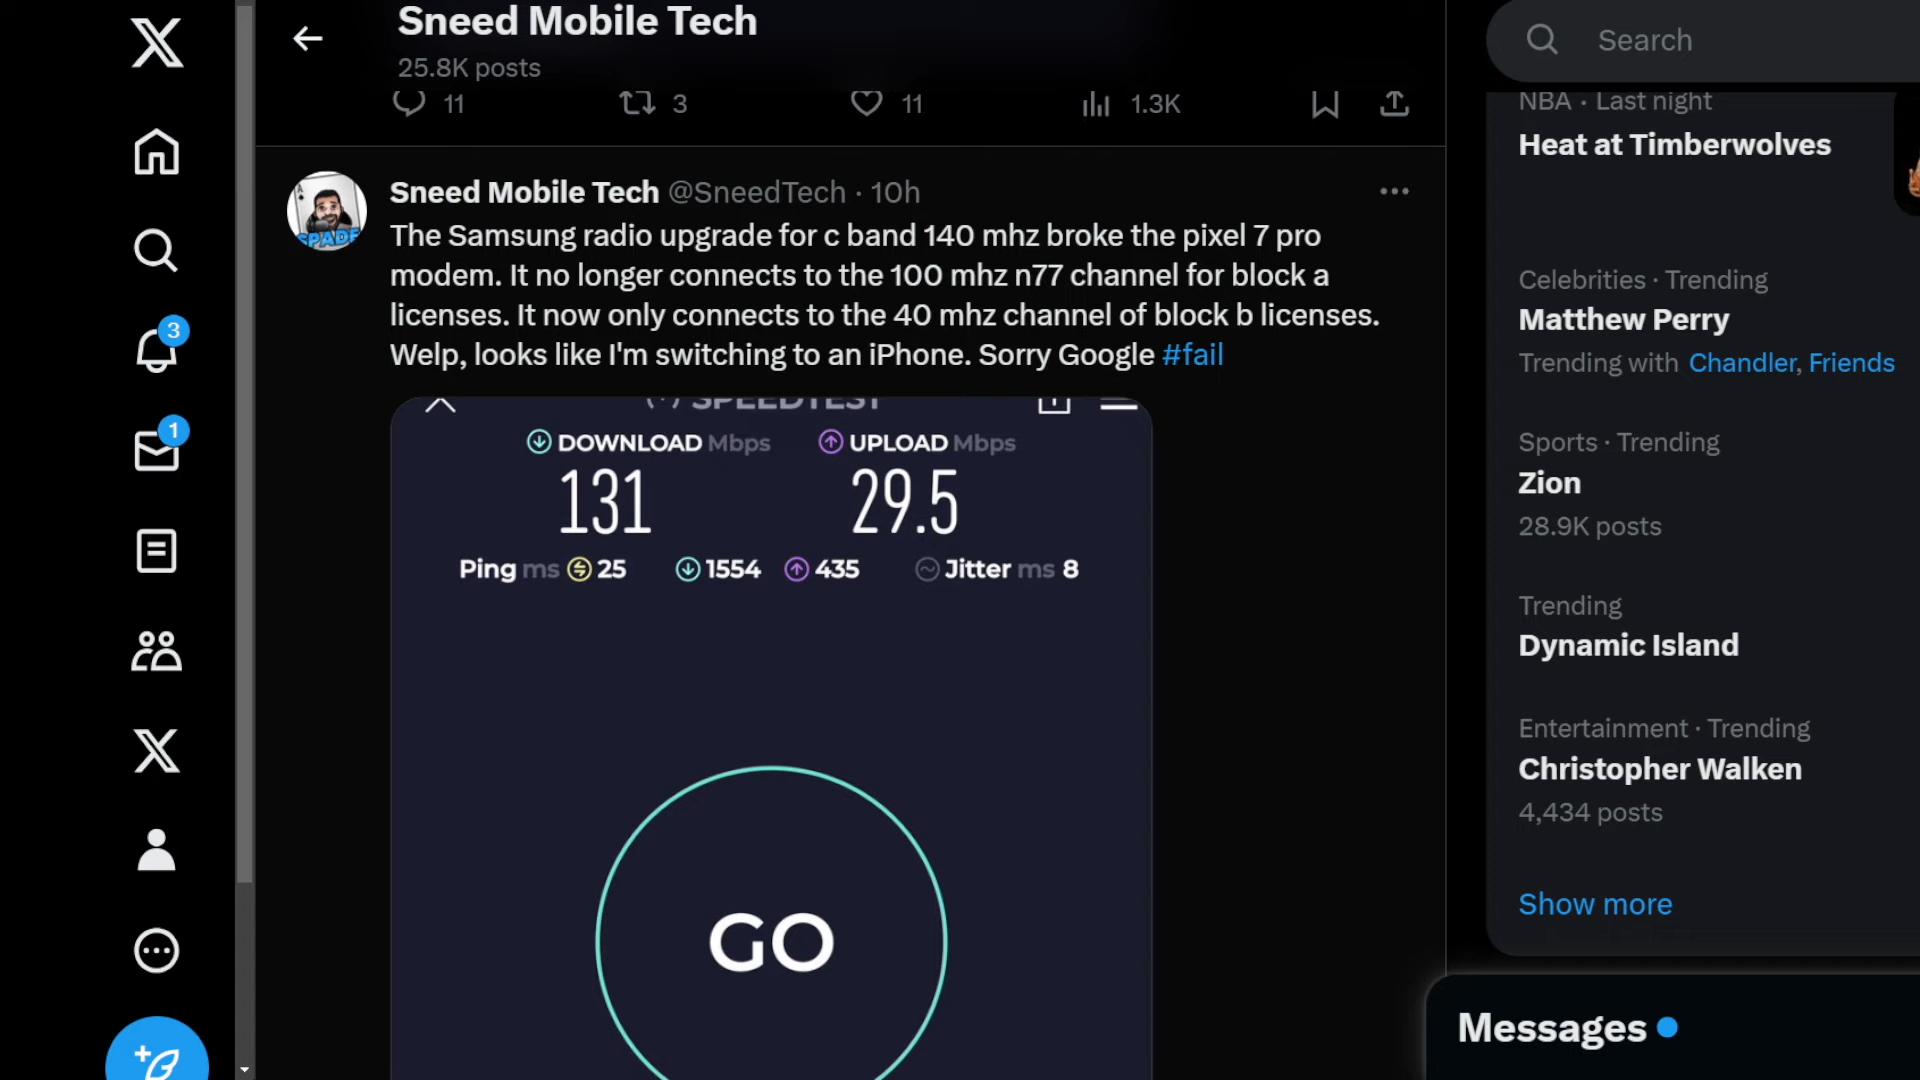 Sneed Mobile Tech
25.8K posts
11 3 11 1.3K
Sneed Mobile Tech @SneedTech · 10h
The Samsung radio upgrade for c band 140 mhz broke the pixel 7 pro
modem. It no longer connects to the 100 mhz n77 channel for block a
licenses. It now only connects to the 40 mhz channel of block b licenses.
Welp, looks like I'm switching to an iPhone. Sorry Google #fail
SPADE
SPEEDTEST
DOWNLOAD Mbps UPLOAD Mbps
131 29.5
Ping ms 25 1554 435 Jitter ms 8
GO
3
1
Search
NBA · Last night
Heat at Timberwolves
Celebrities · Trending
Matthew Perry
Trending with Chandler, Friends
Sports · Trending
Zion
28.9K posts
Trending
Dynamic Island
Entertainment · Trending
Christopher Walken
4,434 posts
Show more
Messages